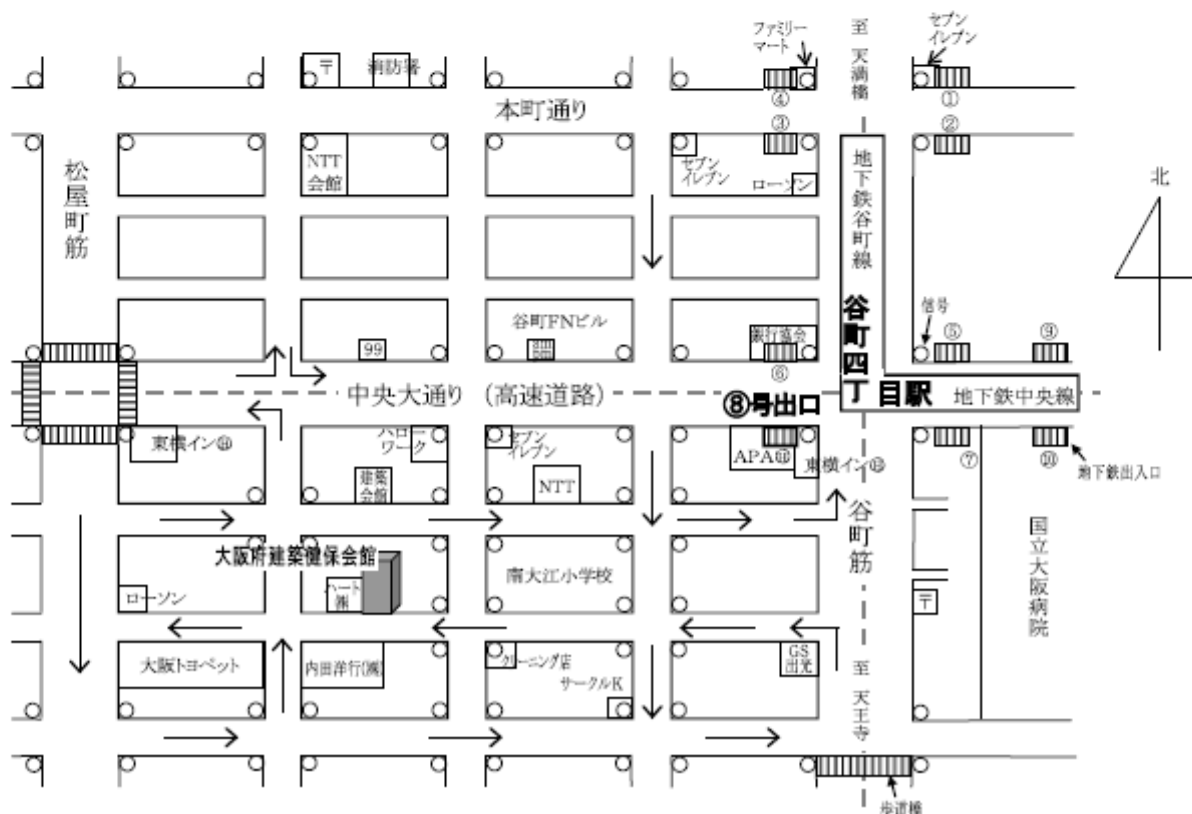 ファミリー
マート
至 天満橋
セブン
イレブン
〒
消防署
④
①
本町通り
③
②
松屋町筋
NTT
会館
セブン
イレブン
ローソン
地下鉄谷町線
北
谷町FNビル
99
銀行協会
信号
⑤
⑨
⑥
谷町四丁目駅
中央大通り (高速道路)
地下鉄中央線
⑧号出口
東横イン
ハロー
ワーク
セブン
イレブン
APA
東横イン
⑦
⑩
地下鉄出入口
建築
会館
NTT
谷町筋
大阪府建築健保会館
国立大阪病院
ローソン
ハート
㈱
南大江小学校
〒
大阪トヨペット
内田洋行(㈱)
クリーニング店
サークルK
GS
出光
至 天王寺
歩道橋